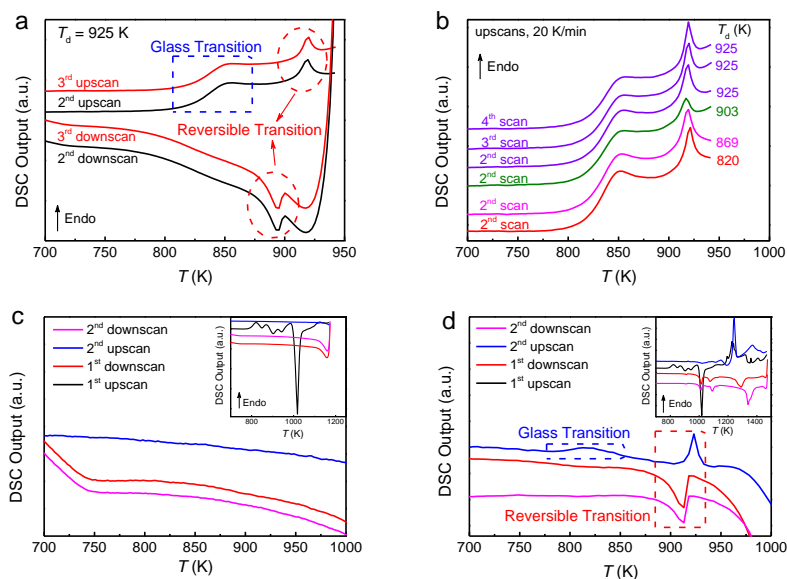 a
T_d = 925 K
Glass Transition
3rd upscan
2nd upscan
Reversible Transition
3rd downscan
2nd downscan
Endo
DSC Output (a.u.)
700 750 800 850 900 950
T (K)
b
upscans, 20 K/min
T_d (K)
Endo
925
925
925
903
869
820
4th scan
3rd scan
2nd scan
2nd scan
2nd scan
2nd scan
DSC Output (a.u.)
700 750 800 850 900 950 1000
T (K)
c
2nd downscan
2nd upscan
1st downscan
1st upscan
DSC Output (a.u.)
Endo
800 1000 1200
T (K)
DSC Output (a.u.)
700 750 800 850 900 950 1000
T (K)
d
2nd downscan
2nd upscan
1st downscan
1st upscan
DSC Output (a.u.)
Endo
800 1000 1200 1400
T (K)
Glass Transition
Reversible Transition
DSC Output (a.u.)
700 750 800 850 900 950 1000
T (K)